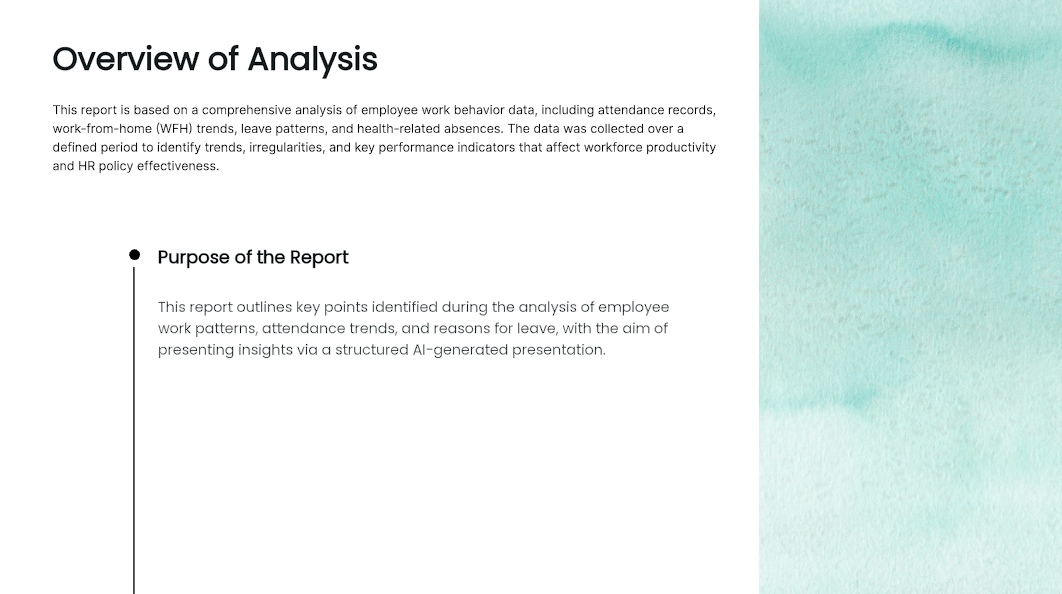 Overview of Analysis
This report is based on a comprehensive analysis of employee work behavior data, including attendance records,
work-from-home (WFH) trends, leave patterns, and health-related absences. The data was collected over a
defined period to identify trends, irregularities, and key performance indicators that affect workforce productivity
and HR policy effectiveness.
Purpose of the Report
This report outlines key points identified during the analysis of employee
work patterns, attendance trends, and reasons for leave, with the aim of
presenting insights via a structured AI-generated presentation.